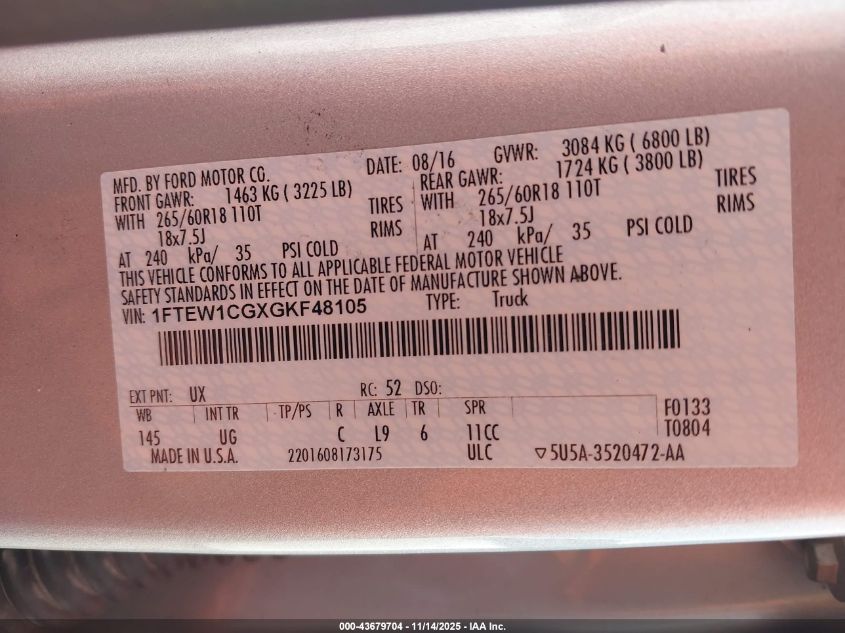 MFD. BY FORD MOTOR CO. DATE: 08/16 GVWR: 3084 KG ( 6800 LB)
FRONT GAWR: 1463 KG ( 3225 LB) REAR GAWR: 1724 KG ( 3800 LB)
WITH 265/60R18 110T TIRES WITH 265/60R18 110T TIRES
18x7.5J RIMS 18x7.5J RIMS
AT 240 kPa/ 35 PSI COLD AT 240 kPa/ 35 PSI COLD
THIS VEHICLE CONFORMS TO ALL APPLICABLE FEDERAL MOTOR VEHICLE
SAFETY STANDARDS IN EFFECT ON THE DATE OF MANUFACTURE SHOWN ABOVE.
VIN: 1FTEW1CGXGKF48105 TYPE: Truck
EXT PNT: UX RC: 52 DSO:
WB INT TR TP/PS R AXLE TR SPR F0133
145 UG C L9 6 11CC T0804
MADE IN U.S.A. 2201608173175 ULC ▽5U5A-3520472-AA
000-43679704 - 11/14/2025 - IAA Inc.